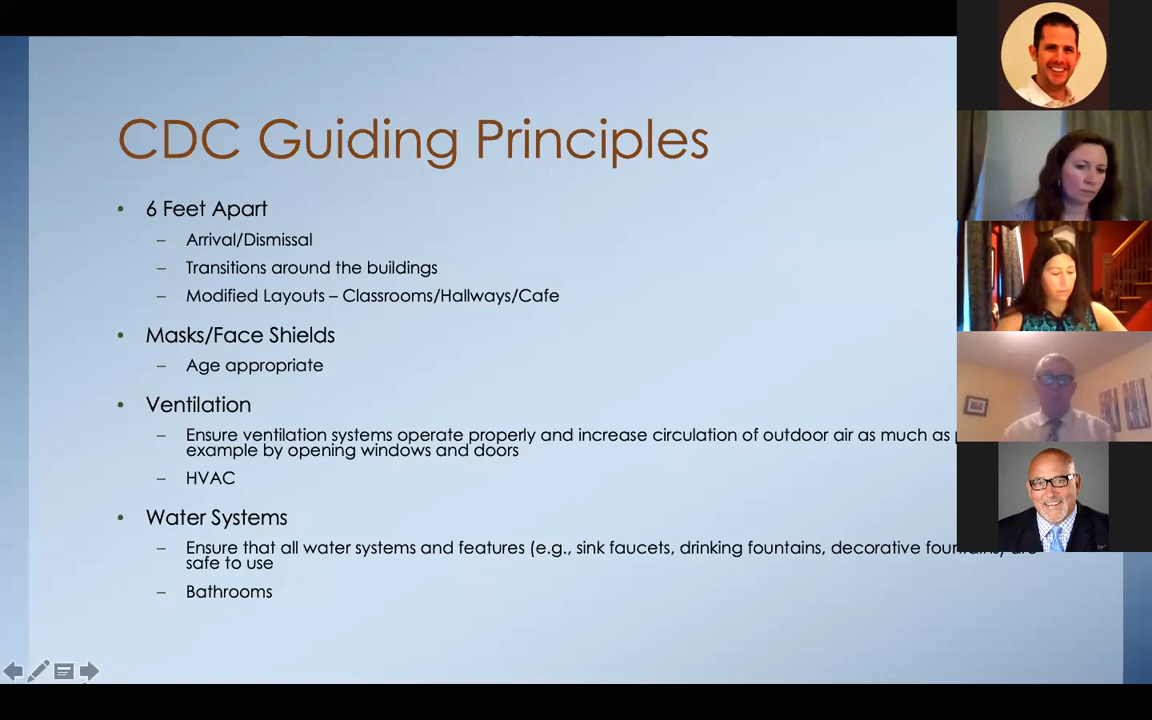 CDC Guiding Principles
• 6 Feet Apart
– Arrival/Dismissal
– Transitions around the buildings
– Modified Layouts – Classrooms/Hallways/Cafe
• Masks/Face Shields
– Age appropriate
• Ventilation
– Ensure ventilation systems operate properly and increase circulation of outdoor air as much as
example by opening windows and doors
– HVAC
• Water Systems
– Ensure that all water systems and features (e.g., sink faucets, drinking fountains, decorative fountains) are
safe to use
– Bathrooms